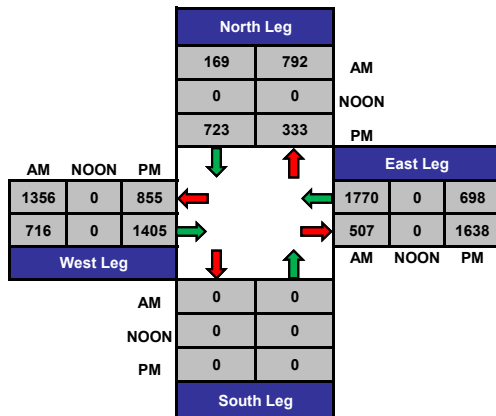 North Leg
169 792 AM
0 0 NOON
723 333 PM
AM NOON PM
East Leg
1356 0 855
1770 0 698
716 0 1405
507 0 1638
West Leg
AM NOON PM
AM 0 0
NOON 0 0
PM 0 0
South Leg